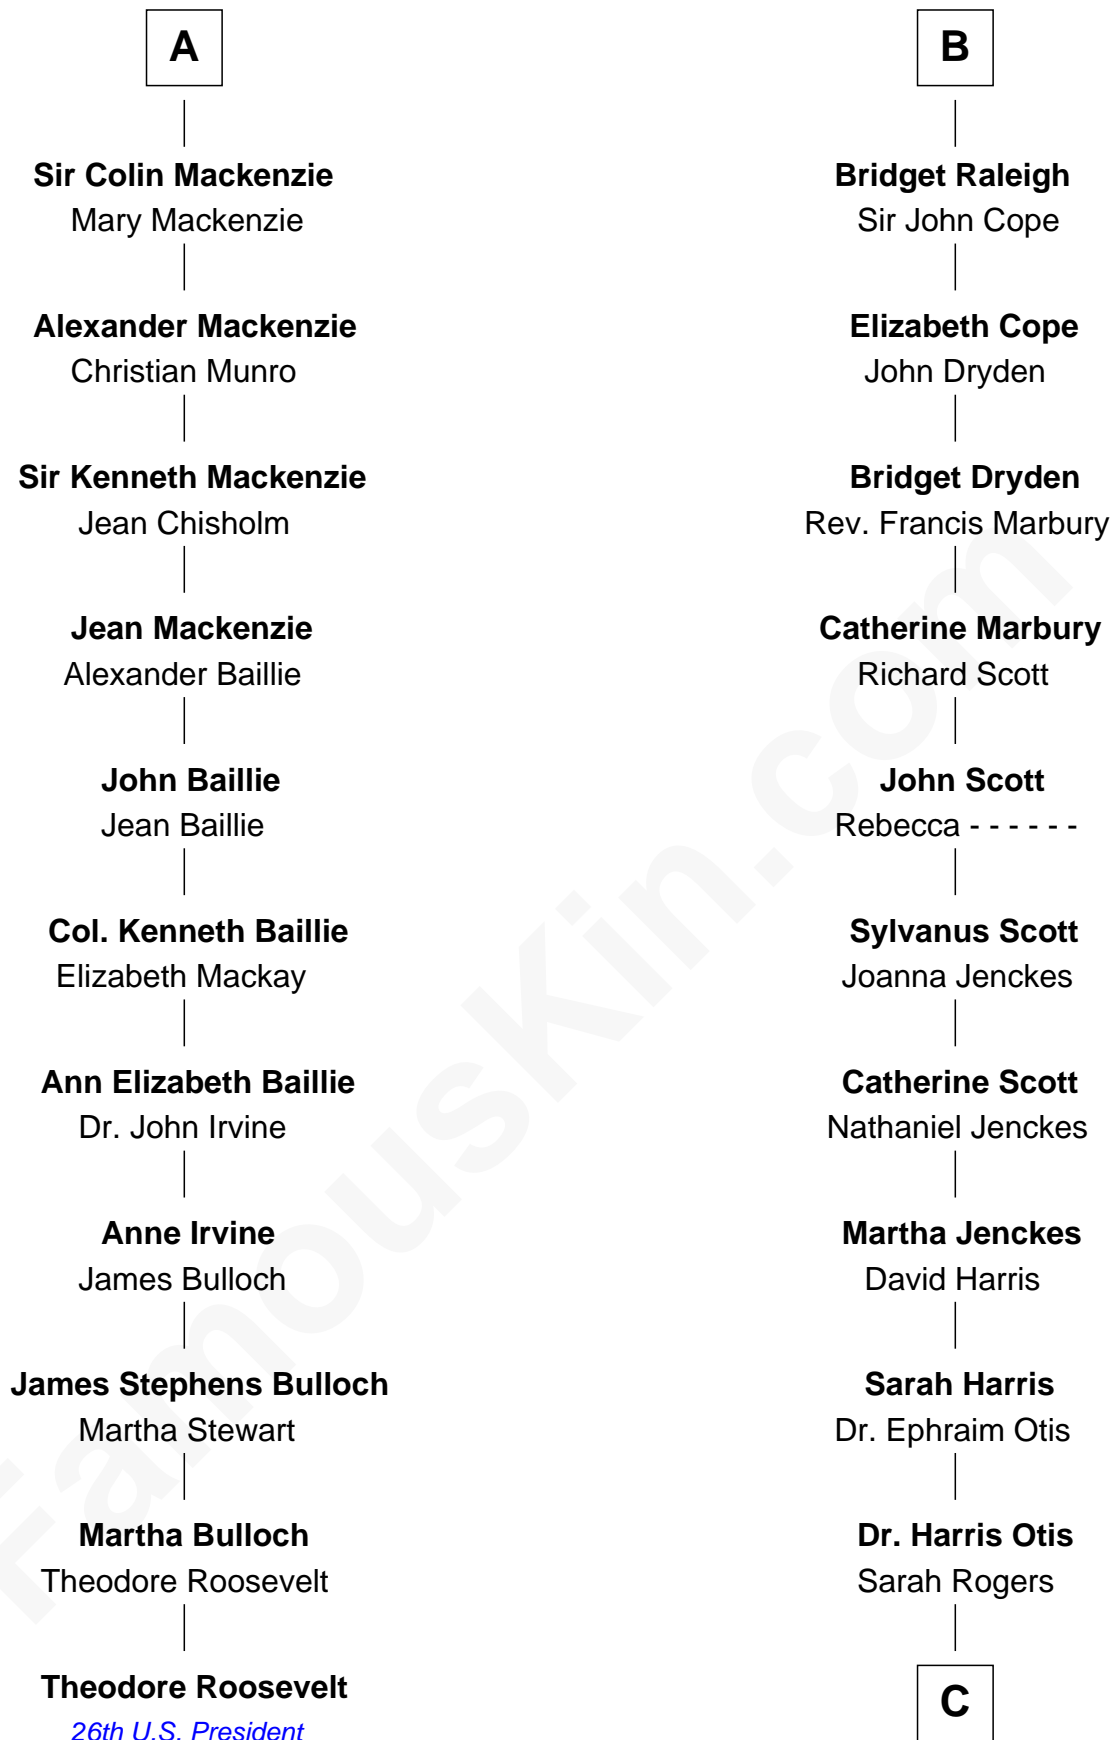 A
Sir Colin Mackenzie
Mary Mackenzie
Alexander Mackenzie
Christian Munro
Sir Kenneth Mackenzie
Jean Chisholm
Jean Mackenzie
Alexander Baillie
John Baillie
Jean Baillie
Col. Kenneth Baillie
Elizabeth Mackay
Ann Elizabeth Baillie
Dr. John Irvine
Anne Irvine
James Bulloch
James Stephens Bulloch
Martha Stewart
Martha Bulloch
Theodore Roosevelt
Theodore Roosevelt
26th U.S. President
B
Bridget Raleigh
Sir John Cope
Elizabeth Cope
John Dryden
Bridget Dryden
Rev. Francis Marbury
Catherine Marbury
Richard Scott
John Scott
Rebecca - - - - - -
Sylvanus Scott
Joanna Jenckes
Catherine Scott
Nathaniel Jenckes
Martha Jenckes
David Harris
Sarah Harris
Dr. Ephraim Otis
Dr. Harris Otis
Sarah Rogers
C
FamousKin.com